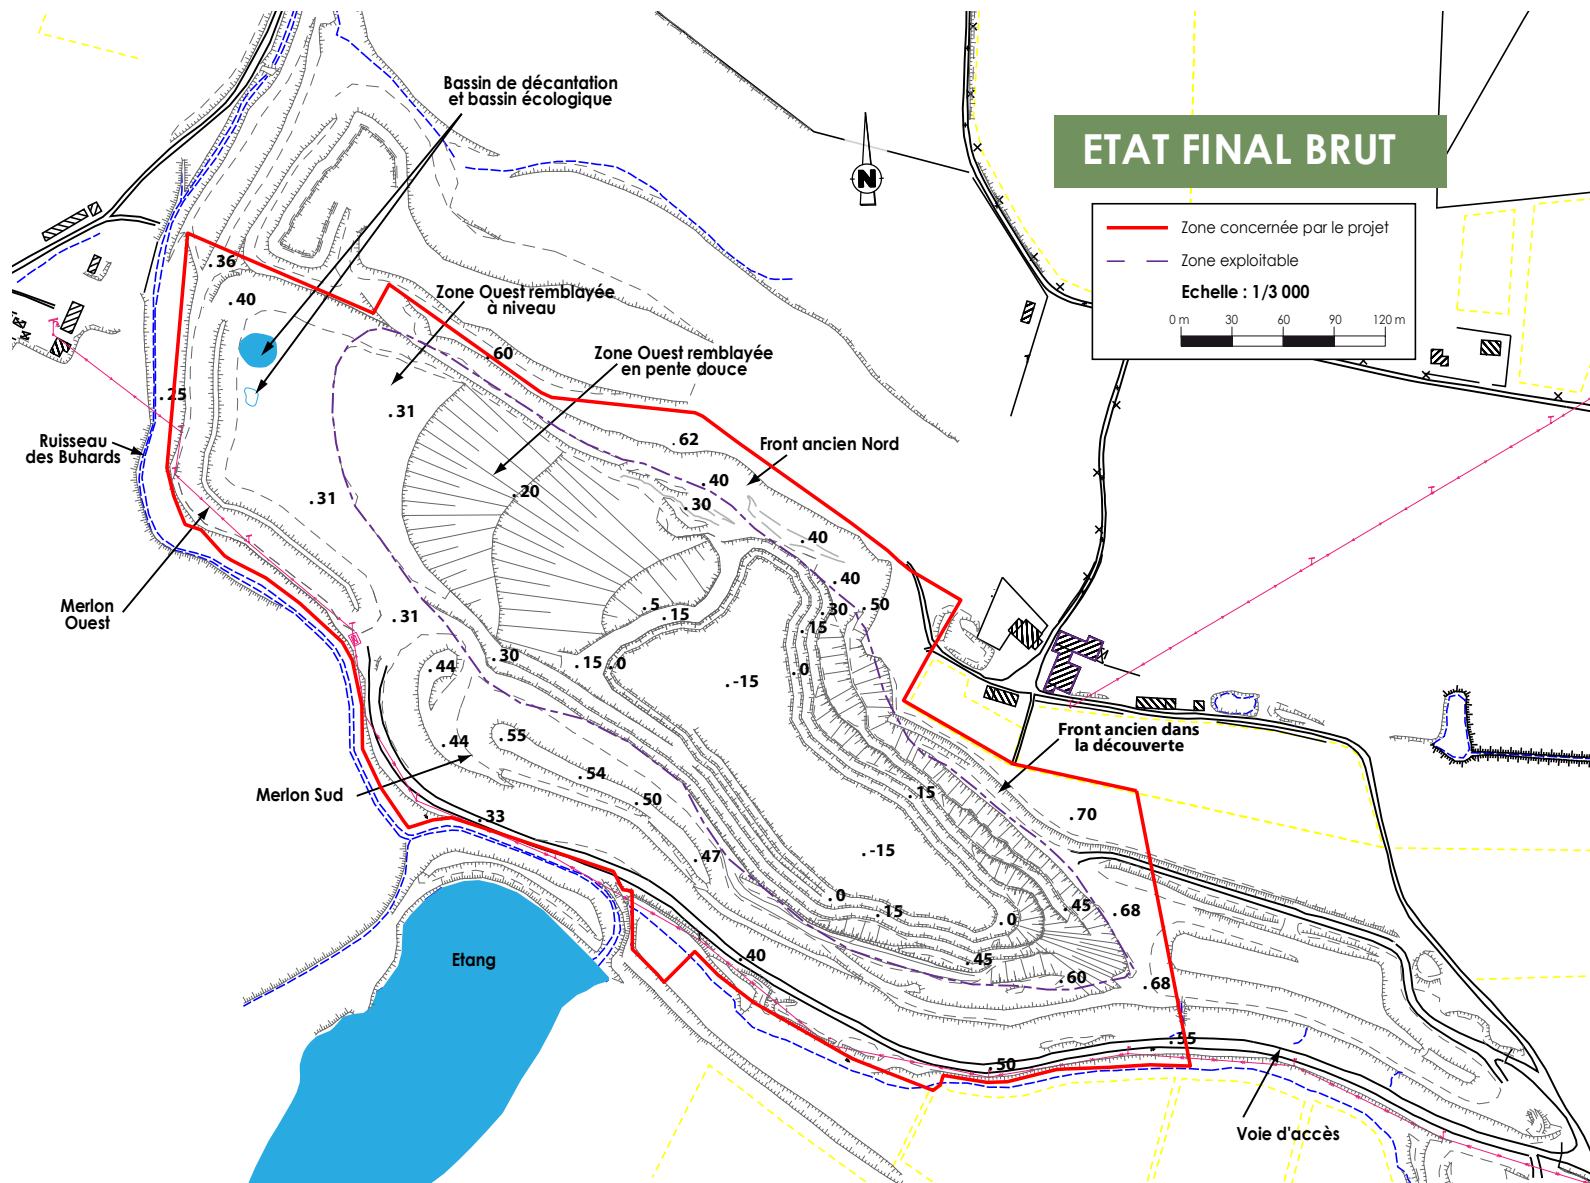 Bassin de décantation
et bassin écologique
ETAT FINAL BRUT
N
Zone concernée par le projet
Zone exploitable
Echelle : 1/3 000
0 m 30 60 90 120 m
.36
.40
Zone Ouest remblayée
à niveau
.60
Zone Ouest remblayée
en pente douce
.25
.31
Ruisseau
des Buhards
.62
Front ancien Nord
.40
.30
.20
.31
.40
Merlon
Ouest
.40
.50
.30
.5
.15
.15
.31
.30
.15
.0
.0
.44
.-15
.44
.55
Front ancien dans
la découverte
.54
Merlon Sud
.50
.15
.33
.70
.47
.-15
.0
.15
.0
.45
.68
Etang
.40
.45
.60
.68
.55
.50
Voie d'accès